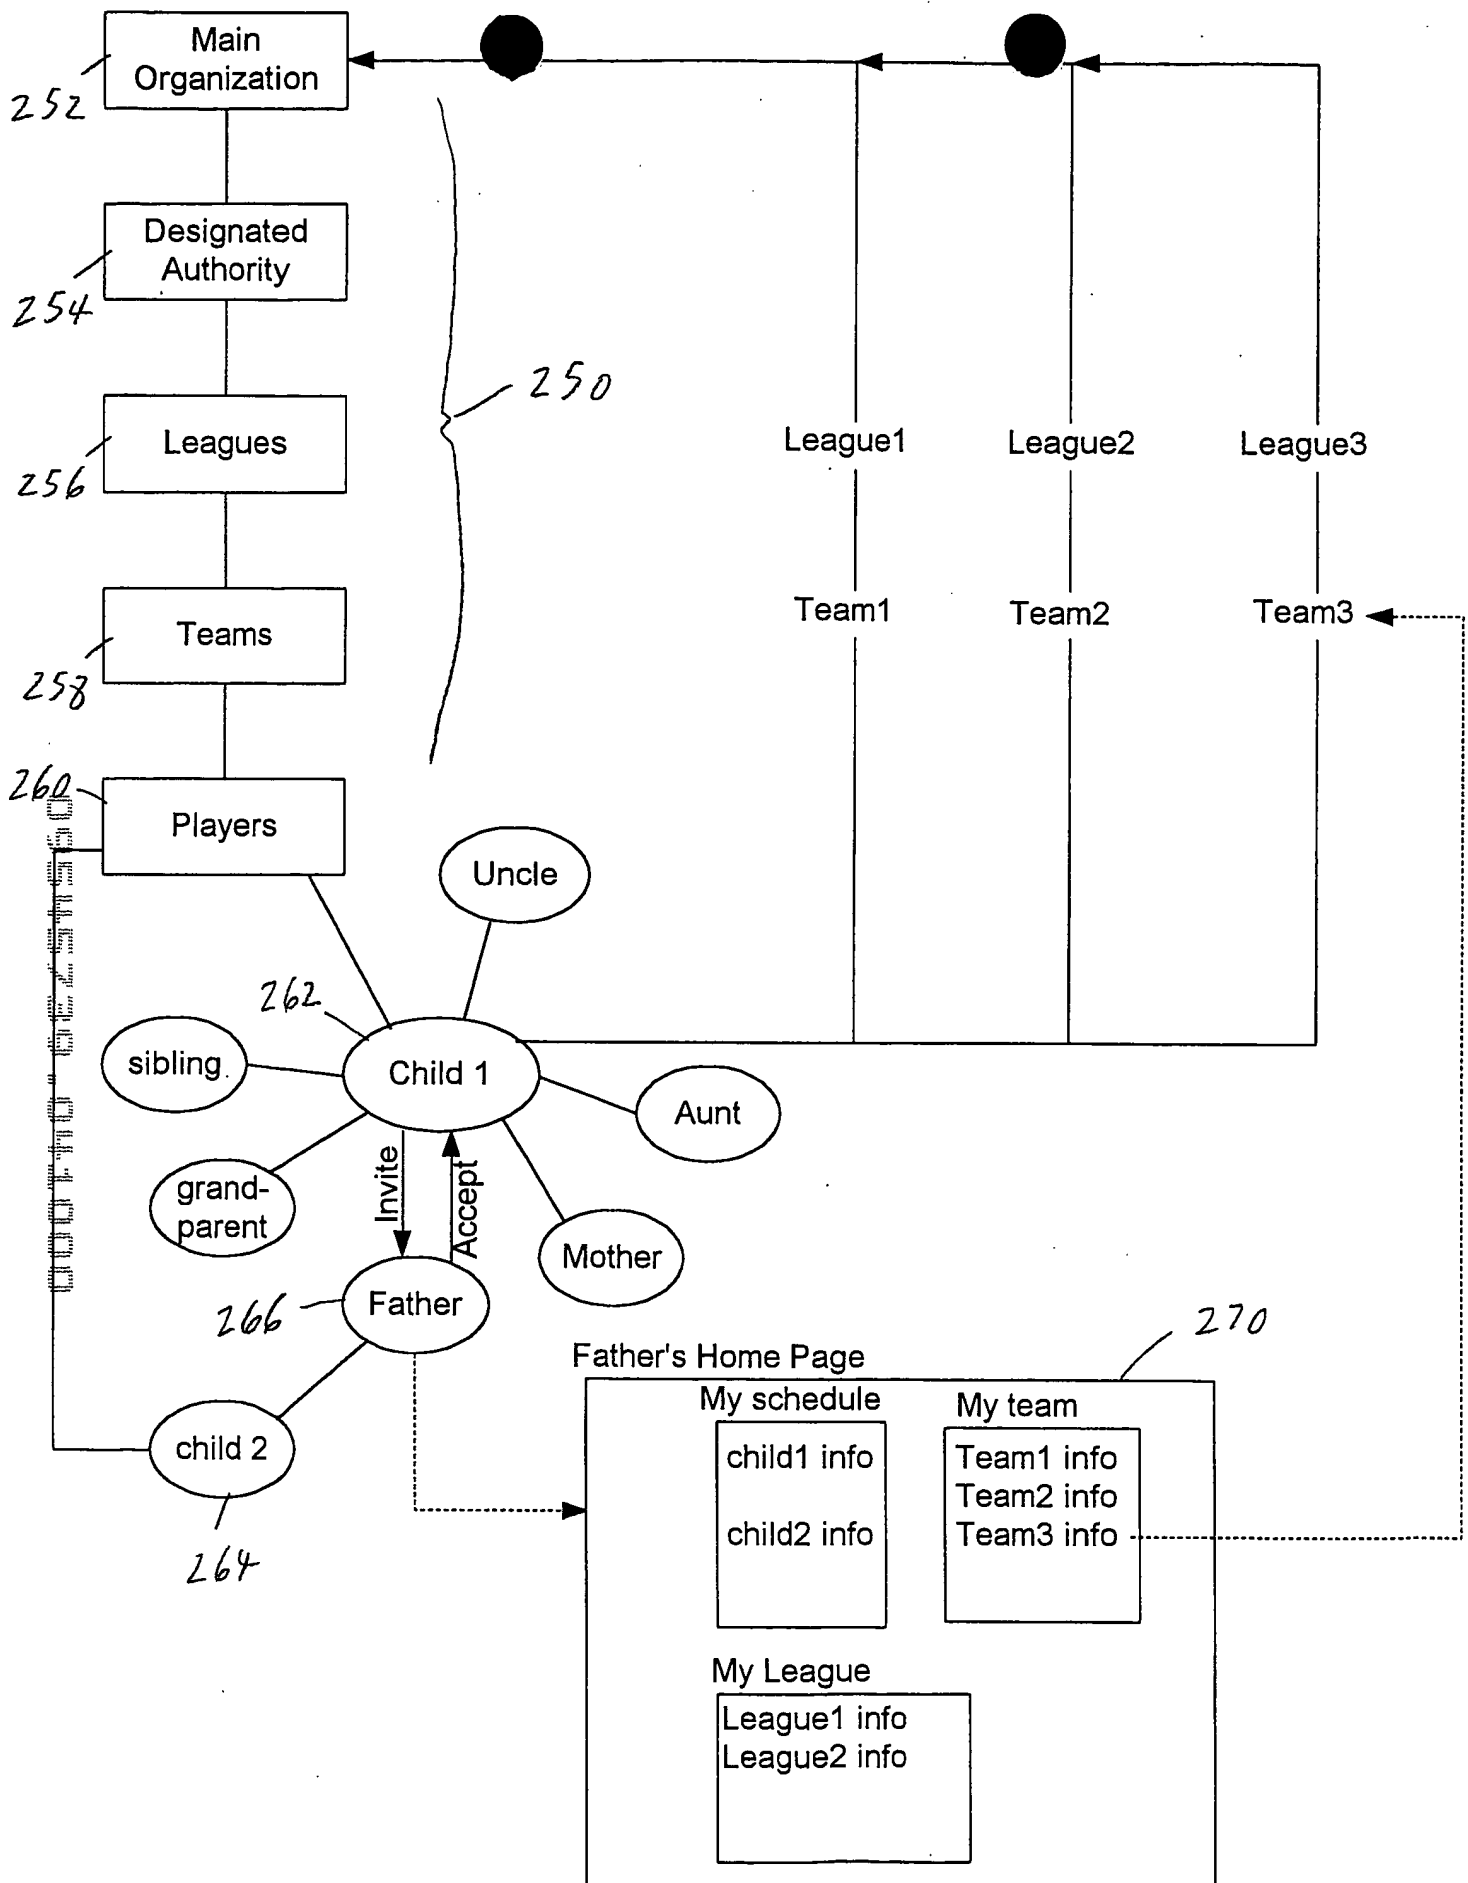 Main
Organization
252
Designated
Authority
254
250
Leagues
256
League1
League2
League3
Teams
258
Team1
Team2
Team3
260
Players
Uncle
262
sibling
Child 1
Aunt
grand-
parent
Invite
Accept
Mother
266
Father
270
Father's Home Page
My schedule
My team
child 2
child1 info
Team1 info
Team2 info
child2 info
Team3 info
264
My League
League1 info
League2 info